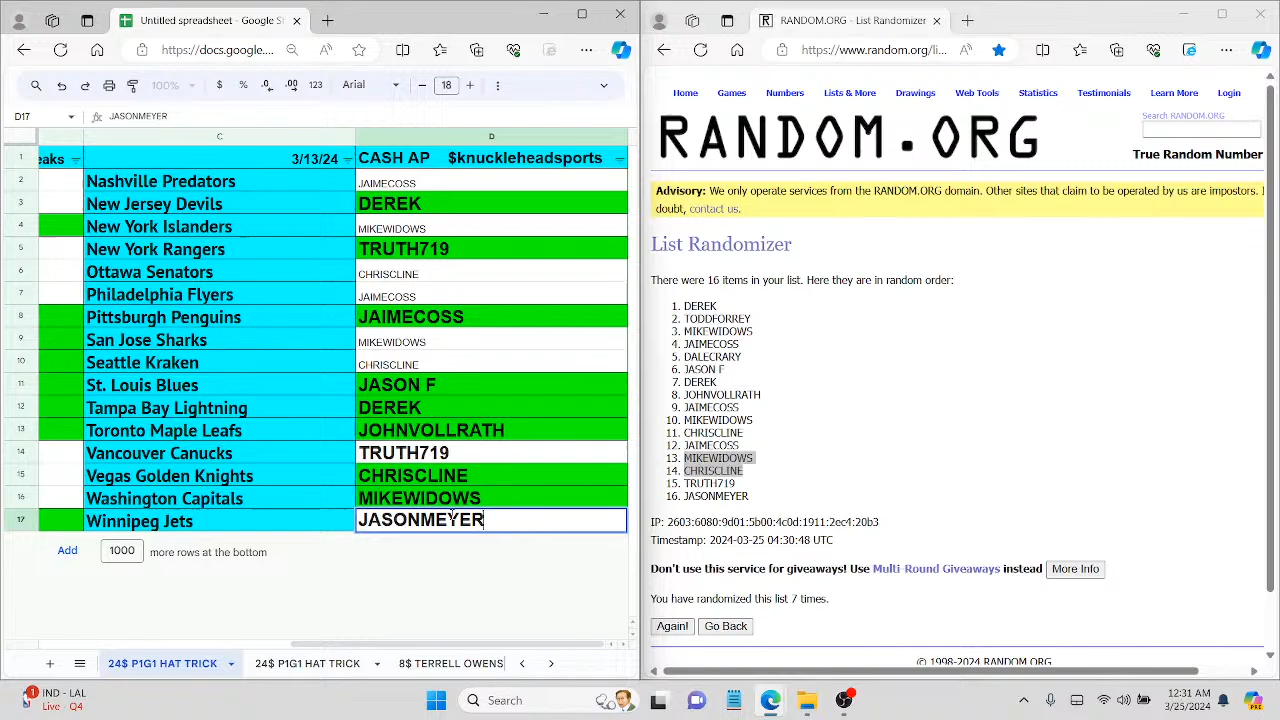 Untitled spreadsheet - Google S
https://docs.google....
100%
$
%
.0
.00
123
Arial
18
D17
JASONMEYER
C
D
1
eaks
3/13/24
CASH AP $knuckleheadsports
Nashville Predators
JAIMECOSS
3
New Jersey Devils
DEREK
New York Islanders
MIKEWIDOWS
5
New York Rangers
TRUTH719
6
Ottawa Senators
CHRISCLINE
7
Philadelphia Flyers
JAIMECOSS
8
Pittsburgh Penguins
JAIMECOSS
9
San Jose Sharks
MIKEWIDOWS
10
Seattle Kraken
CHRISCLINE
11
St. Louis Blues
JASON F
12
Tampa Bay Lightning
DEREK
13
Toronto Maple Leafs
JOHNVOLLRATH
Vancouver Canucks
TRUTH719
15
Vegas Golden Knights
CHRISCLINE
16
Washington Capitals
MIKEWIDOWS
17
Winnipeg Jets
JASONMEYER
Add
1000
more rows at the bottom
24$ P1G1 HAT TRICK
24$ P1G1 HAT TRICK
8$ TERRELL OWENS
RANDOM.ORG - List Randomizer
https://www.random.org/li...
Home
Games
Numbers
Lists & More
Drawings
Web Tools
Statistics
Testimonials
Learn More
Login
RANDOM.ORG
Search RANDOM.ORG
True Random Number
Advisory: We only operate services from the RANDOM.ORG domain. Other sites that claim to be operated by us are impostors. I
doubt, contact us.
List Randomizer
There were 16 items in your list. Here they are in random order:
1. DEREK
2. TODDFORREY
3. MIKEWIDOWS
4. JAIMECOSS
5. DALECRARY
6. JASON F
7. DEREK
8. JOHNVOLLRATH
9. JAIMECOSS
10. MIKEWIDOWS
11. CHRISCLINE
12. JAIMECOSS
13. MIKEWIDOWS
14. CHRISCLINE
15. TRUTH719
16. JASONMEYER
IP: 2603:6080:9d01:5b00:4c0d:1911:2ec4:20b3
Timestamp: 2024-03-25 04:30:48 UTC
Don't use this service for giveaways! Use Multi-Round Giveaways instead
More Info
You have randomized this list 7 times.
Again!
Go Back
© 1998-2024 RANDOM.ORG
1
IND - LAL
Live: Q4
Search
12:31 AM
3/25/2024
PRE